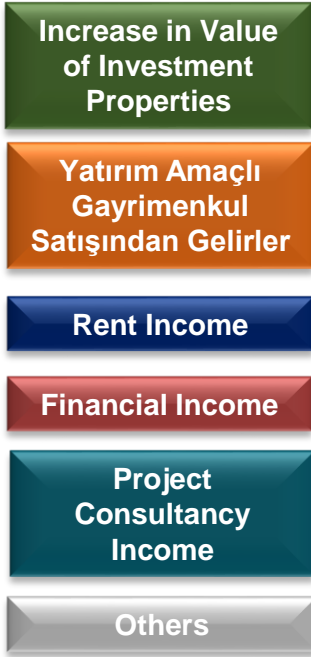 Increase in Value
of Investment
Properties
Yatırım Amaçlı
Gayrimenkul
Satışından Gelirler
Rent Income
Financial Income
Project
Consultancy
Income
Others